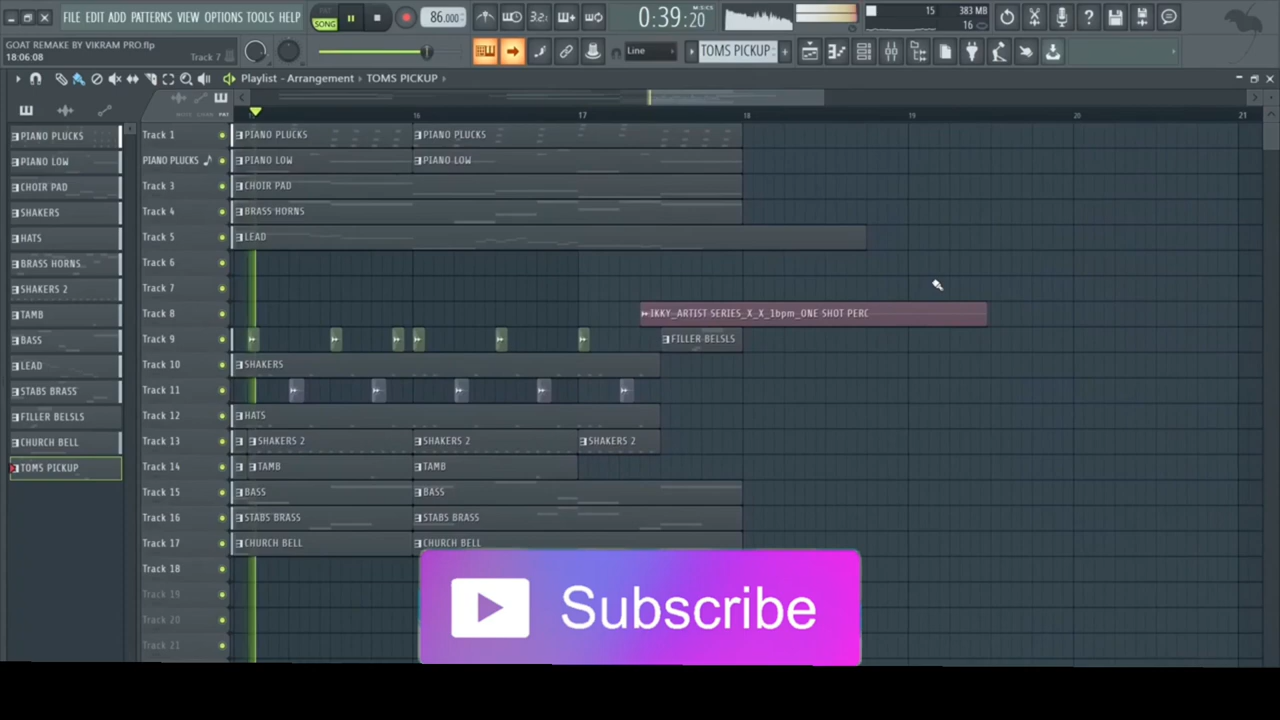 FILE EDIT ADD PATTERNS VIEW OPTIONS TOOLS HELP
SONG
86.000
3.2:
0:39:20
M:S:CS
15
383 MB
16
GOAT REMAKE BY VIKRAM PRO.flp
18:06:08
Track 7
Line
TOMS PICKUP
Playlist - Arrangement
TOMS PICKUP
16
17
18
19
20
21
PIANO PLUCKS
PIANO LOW
CHOIR PAD
SHAKERS
HATS
BRASS HORNS
SHAKERS 2
TAMB
BASS
LEAD
STABS BRASS
FILLER BELSLS
CHURCH BELL
TOMS PICKUP
Track 1
PIANO PLUCKS
PIANO PLUCKS
PIANO PLUCKS
PIANO LOW
PIANO LOW
Track 3
CHOIR PAD
Track 4
BRASS HORNS
Track 5
LEAD
Track 6
Track 7
Track 8
IKKY_ARTIST SERIES_X_X_1bpm_ONE SHOT PERC
Track 9
FILLER BELSLS
Track 10
SHAKERS
Track 11
Track 12
HATS
Track 13
SHAKERS 2
SHAKERS 2
SHAKERS 2
Track 14
TAMB
TAMB
Track 15
BASS
BASS
Track 16
STABS BRASS
STABS BRASS
Track 17
CHURCH BELL
CHURCH BELL
Track 18
Track 19
Track 20
Track 21
Subscribe